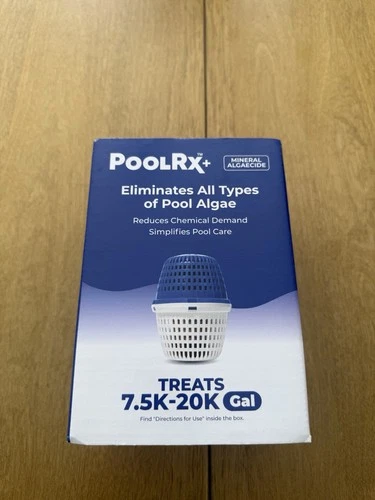 POOLRX™+
MINERAL
ALGAECIDE
Eliminates All Types
of Pool Algae
Reduces Chemical Demand
Simplifies Pool Care
TREATS
7.5K-20K Gal
Find "Directions for Use" inside the box.